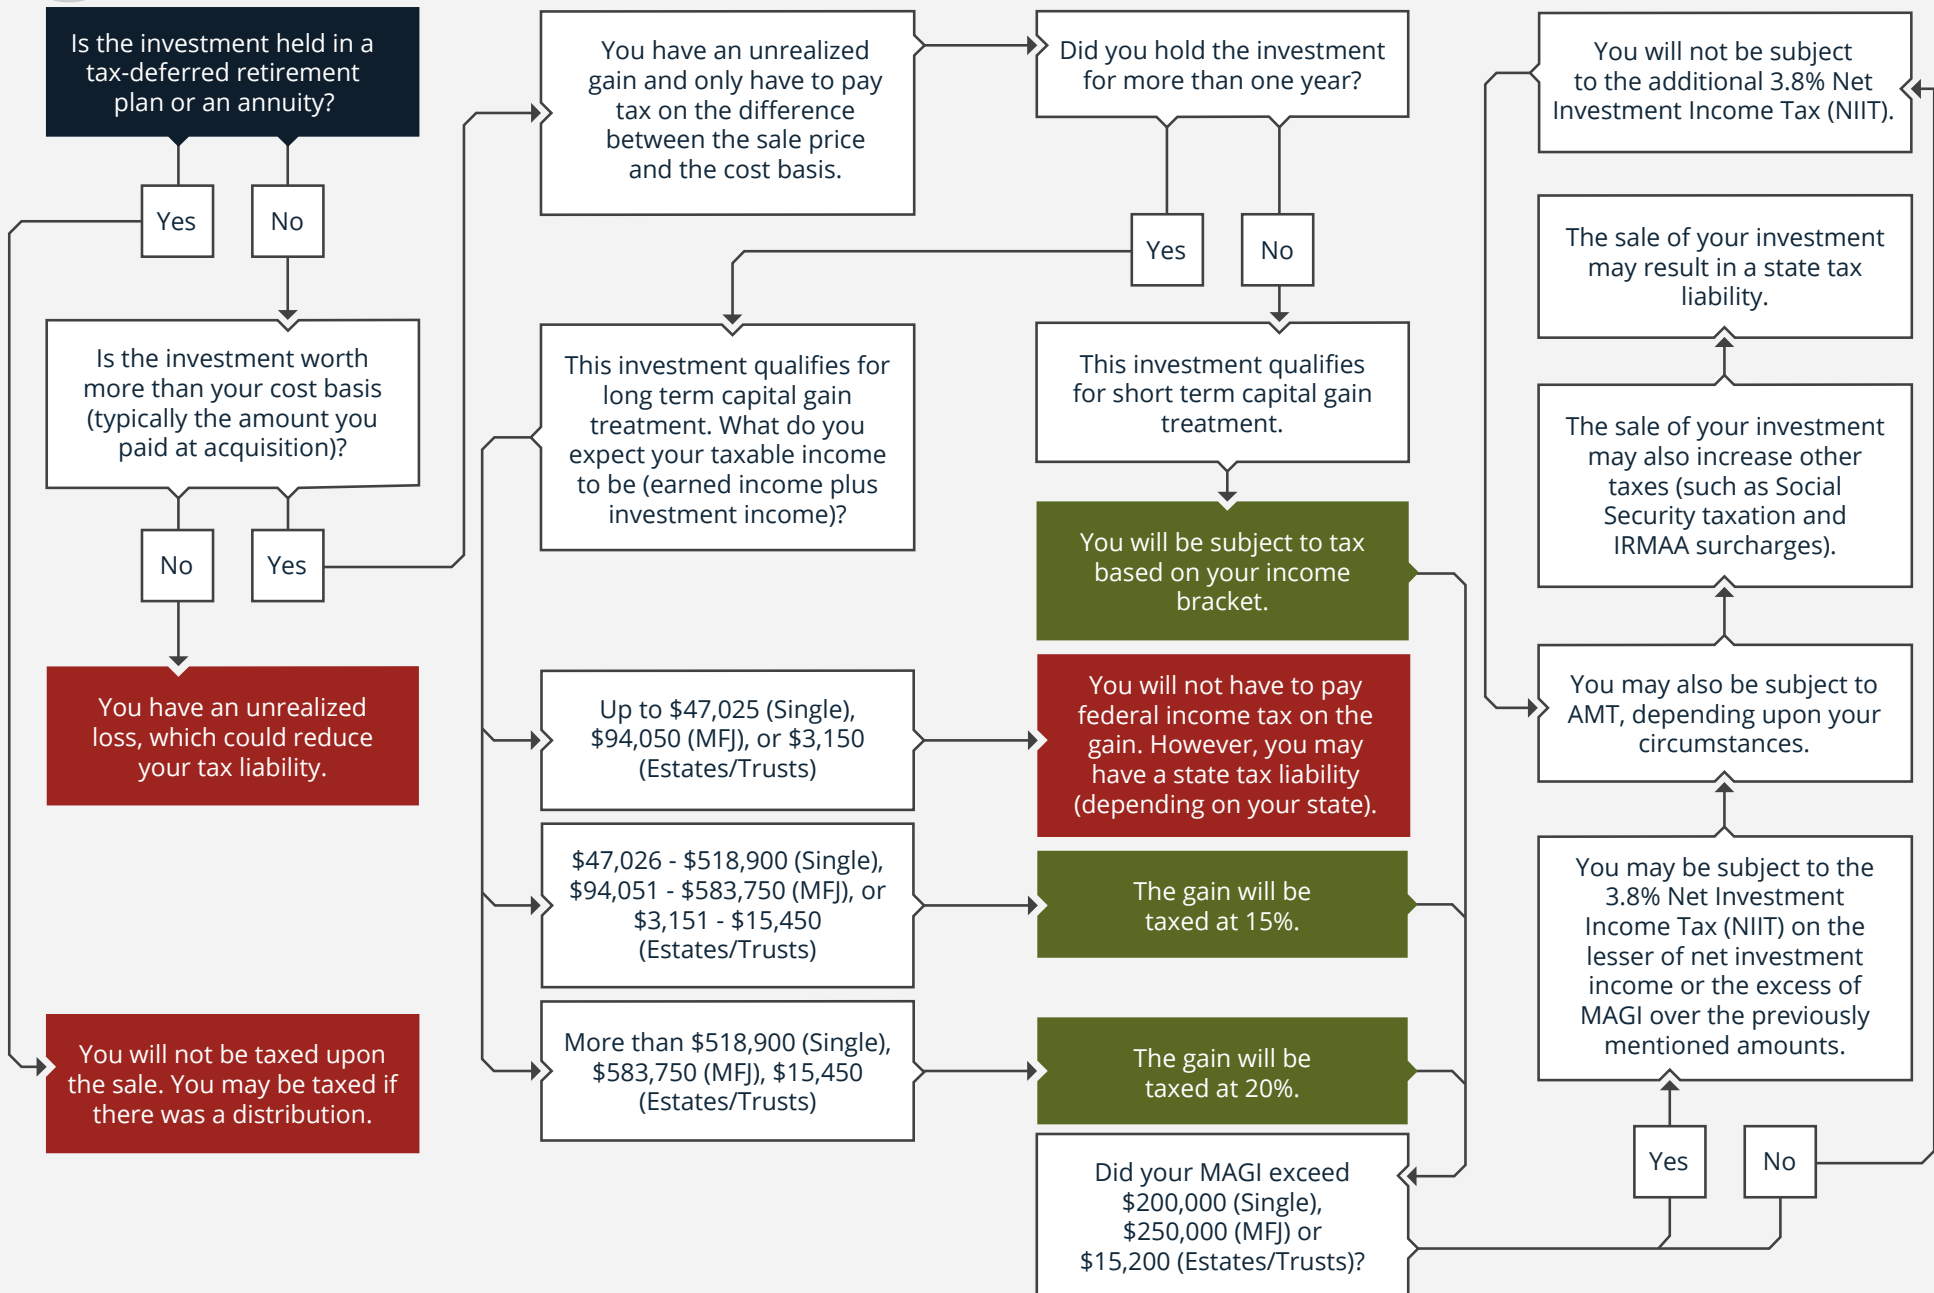 Is the investment held in a
tax-deferred retirement
plan or an annuity?
Yes
No
Is the investment worth
more than your cost basis
(typically the amount you
paid at acquisition)?
No
Yes
You have an unrealized
loss, which could reduce
your tax liability.
You will not be taxed upon
the sale. You may be taxed if
there was a distribution.
You have an unrealized
gain and only have to pay
tax on the difference
between the sale price
and the cost basis.
Did you hold the investment
for more than one year?
Yes
No
This investment qualifies for
long term capital gain
treatment. What do you
expect your taxable income
to be (earned income plus
investment income)?
This investment qualifies
for short term capital gain
treatment.
You will be subject to tax
based on your income
bracket.
Up to $47,025 (Single),
$94,050 (MFJ), or $3,150
(Estates/Trusts)
You will not have to pay
federal income tax on the
gain. However, you may
have a state tax liability
(depending on your state).
$47,026 - $518,900 (Single),
$94,051 - $583,750 (MFJ), or
$3,151 - $15,450
(Estates/Trusts)
The gain will be
taxed at 15%.
More than $518,900 (Single),
$583,750 (MFJ), $15,450
(Estates/Trusts)
The gain will be
taxed at 20%.
Did your MAGI exceed
$200,000 (Single),
$250,000 (MFJ) or
$15,200 (Estates/Trusts)?
Yes
No
You will not be subject
to the additional 3.8% Net
Investment Income Tax (NIIT).
The sale of your investment
may result in a state tax
liability.
The sale of your investment
may also increase other
taxes (such as Social
Security taxation and
IRMAA surcharges).
You may also be subject to
AMT, depending upon your
circumstances.
You may be subject to the
3.8% Net Investment
Income Tax (NIIT) on the
lesser of net investment
income or the excess of
MAGI over the previously
mentioned amounts.